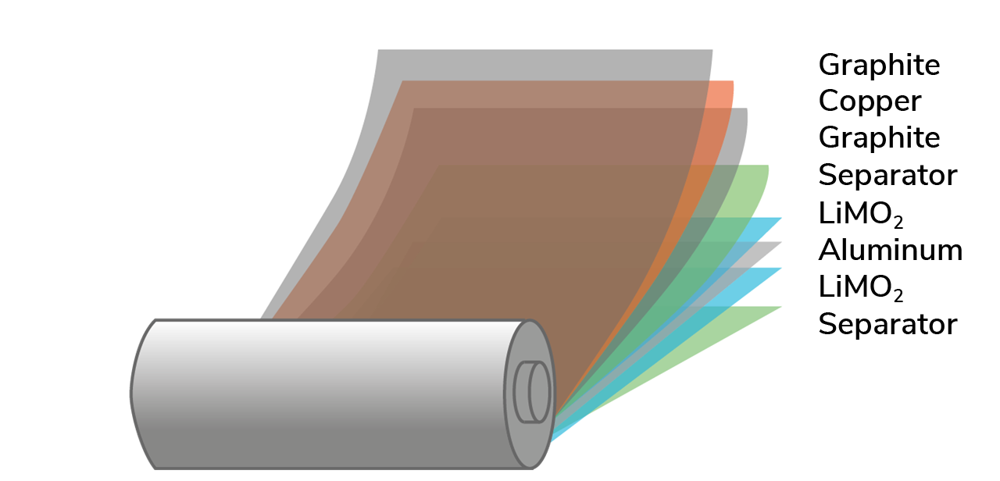 Graphite
Copper
Graphite
Separator
LiMO₂
Aluminum
LiMO₂
Separator